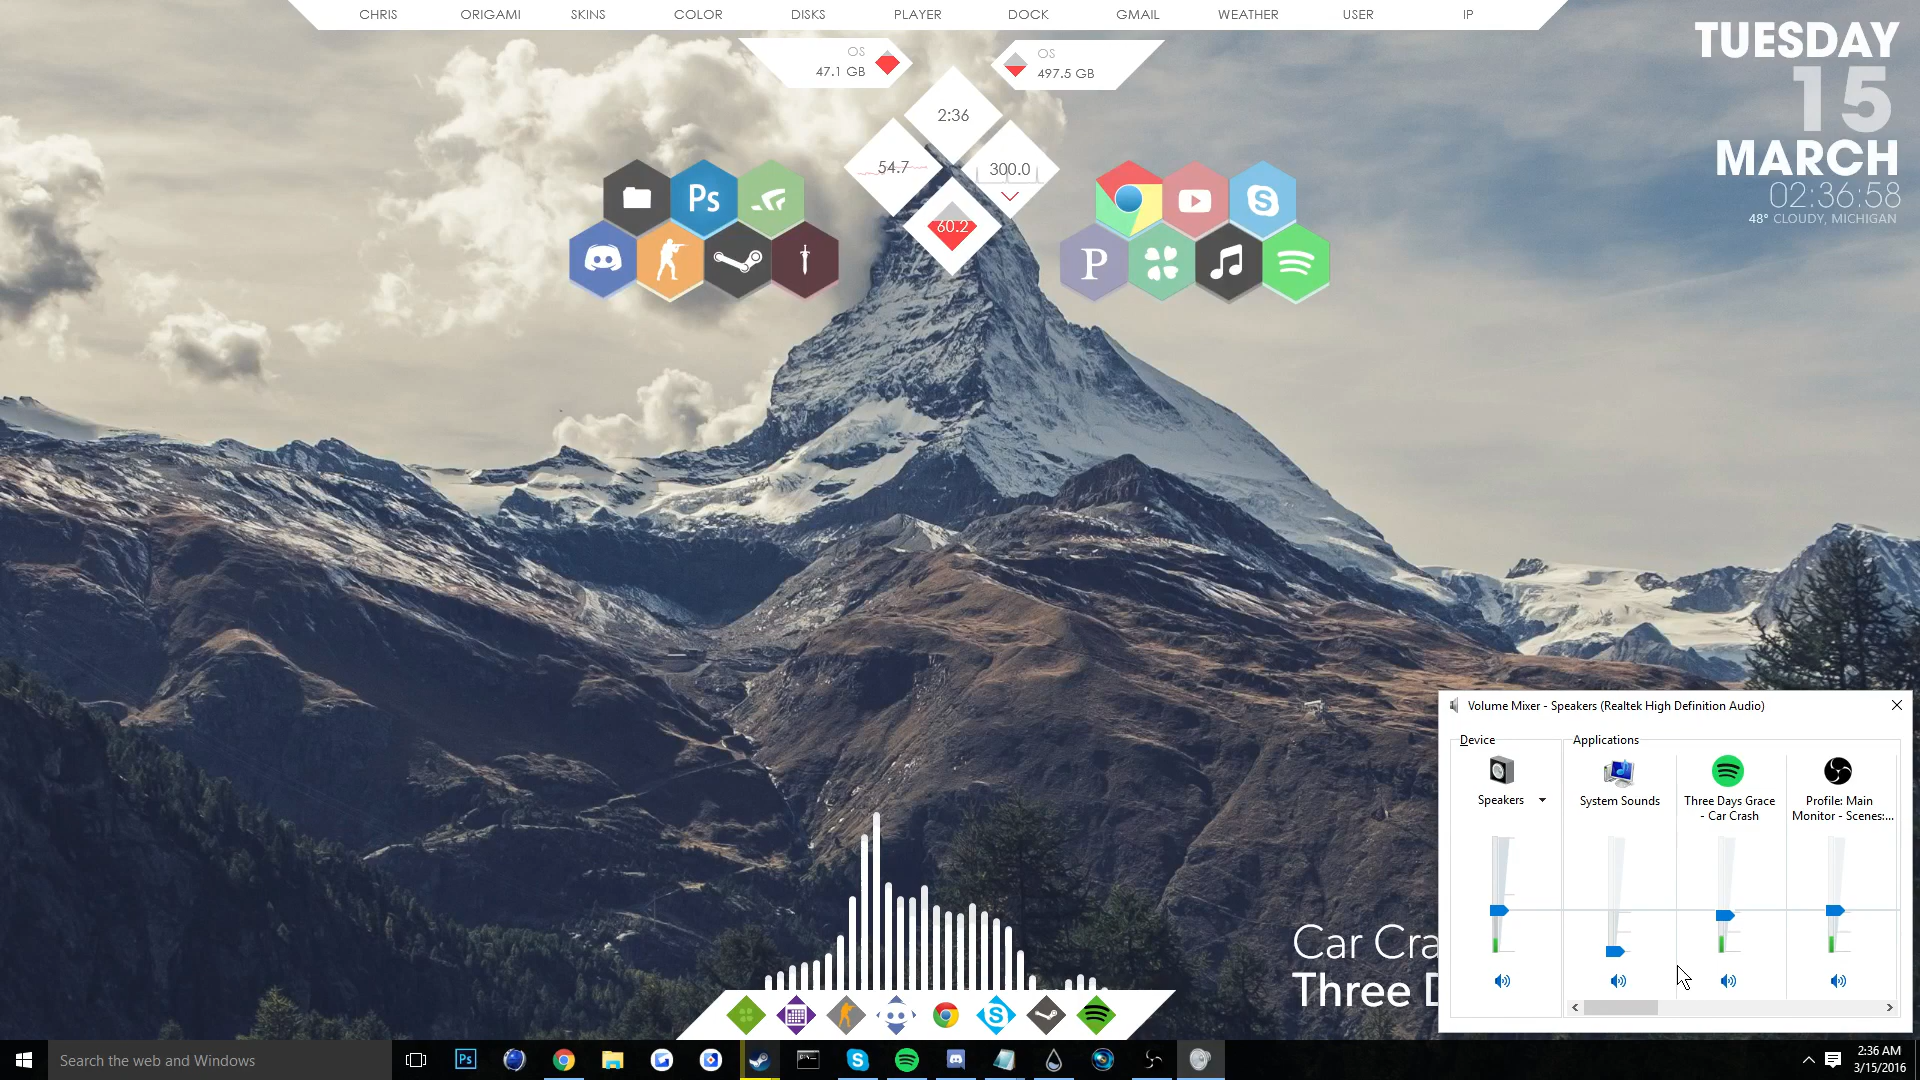 CHRIS ORIGAMI SKINS COLOR DISKS PLAYER DOCK GMAIL WEATHER USER IP
OS
47.1 GB
OS
497.5 GB
2:36
54.7
300.0
60.2
Ps
P
TUESDAY
15
MARCH
02:36:58
48° CLOUDY, MICHIGAN
Car Cra
Three D
Volume Mixer - Speakers (Realtek High Definition Audio)
Device
Applications
Speakers
System Sounds
Three Days Grace
- Car Crash
Profile: Main
Monitor - Scenes:...
Search the web and Windows
Ps
2:36 AM
3/15/2016